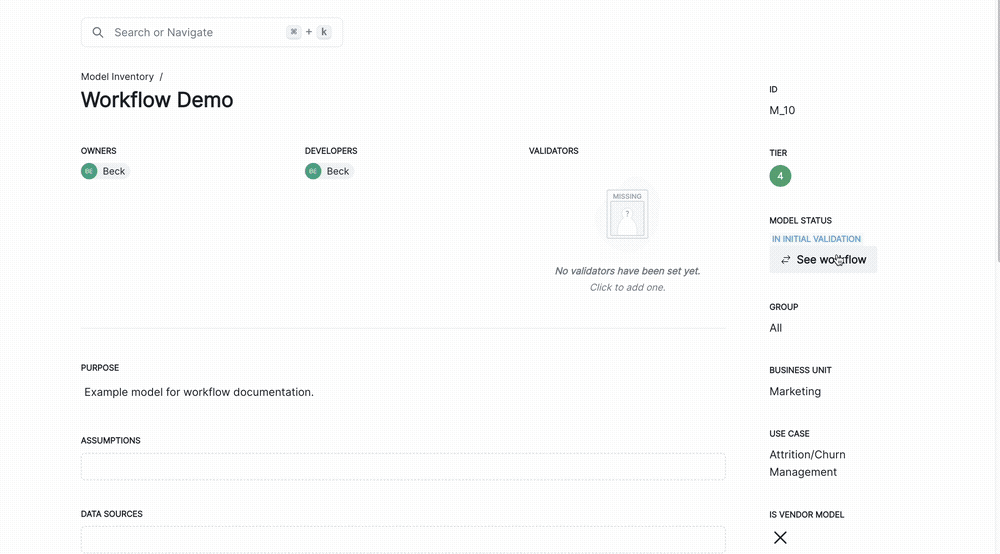 Search or Navigate ⌘ + k
Model Inventory /
Workflow Demo
OWNERS
Beck
DEVELOPERS
Beck
VALIDATORS
MISSING
?
No validators have been set yet.
Click to add one.
PURPOSE
Example model for workflow documentation.
ASSUMPTIONS
DATA SOURCES
ID
M_10
TIER
4
MODEL STATUS
IN INITIAL VALIDATION
See workflow
GROUP
All
BUSINESS UNIT
Marketing
USE CASE
Attrition/Churn
Management
IS VENDOR MODEL